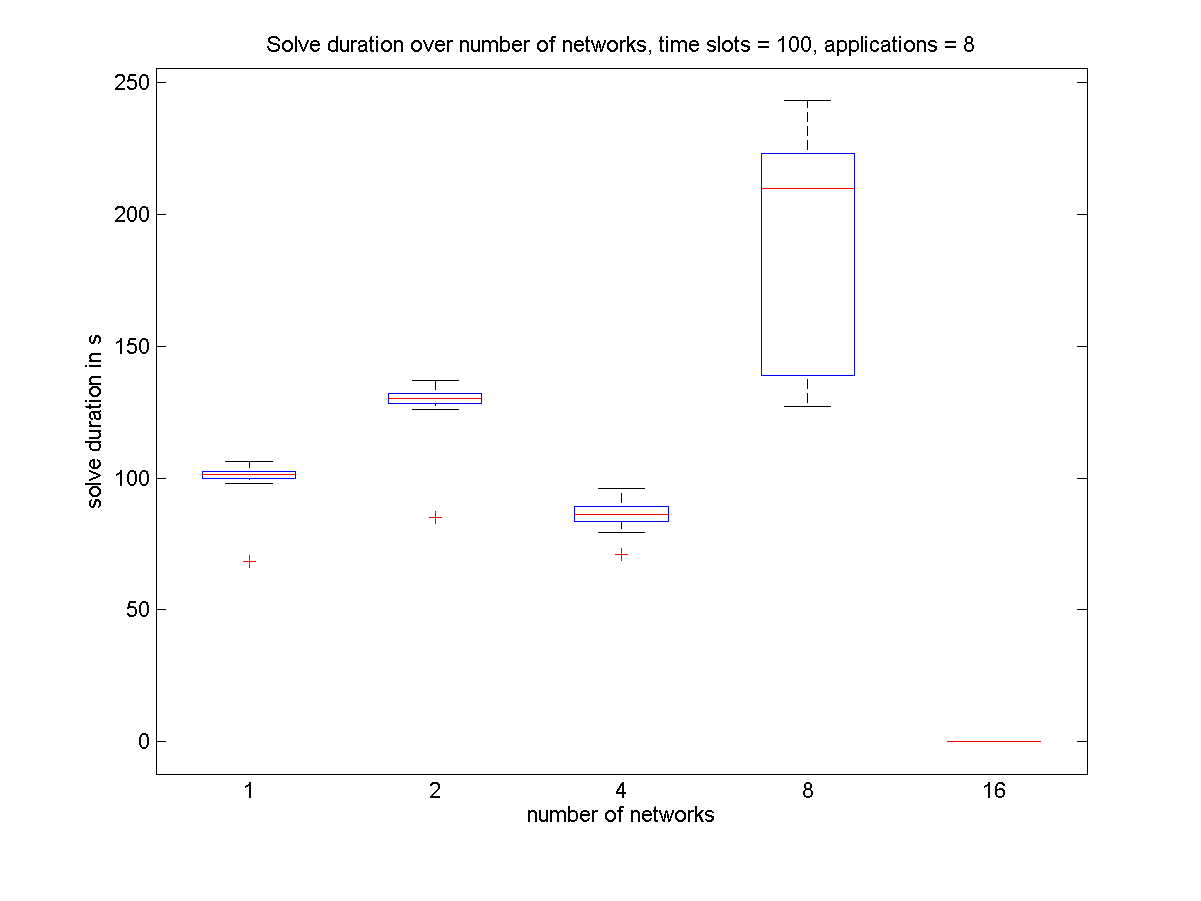 Solve duration over number of networks, time slots = 100, applications = 8
250
200
150
100
50
0
solve duration in s
1 2 4 8 16
number of networks